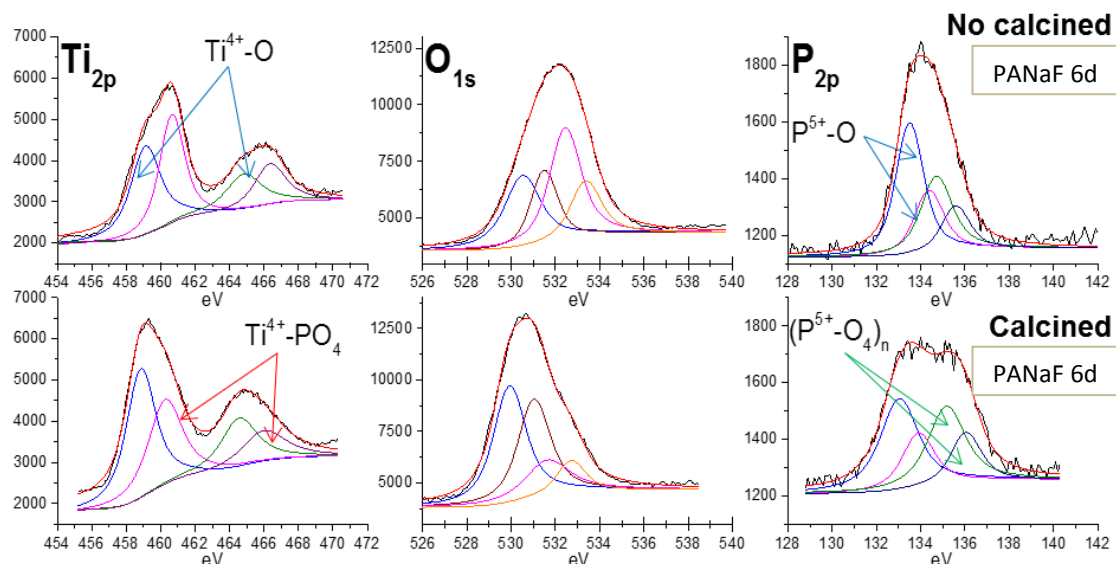 No calcined
PANaF 6d
Ti2p
Ti4+-O
7000
6000
5000
4000
3000
2000
454 456 458 460 462 464 466 468 470 472
eV
O1s
12500
10000
7500
5000
526 528 530 532 534 536 538 540
eV
P2p
P5+-O
1800
1600
1400
1200
128 130 132 134 136 138 140 142
eV
Calcined
PANaF 6d
Ti4+-PO4
7000
6000
5000
4000
3000
2000
454 456 458 460 462 464 466 468 470 472
eV
12500
10000
7500
5000
526 528 530 532 534 536 538 540
eV
(P5+-O4)n
1800
1600
1400
1200
128 130 132 134 136 138 140 142
eV